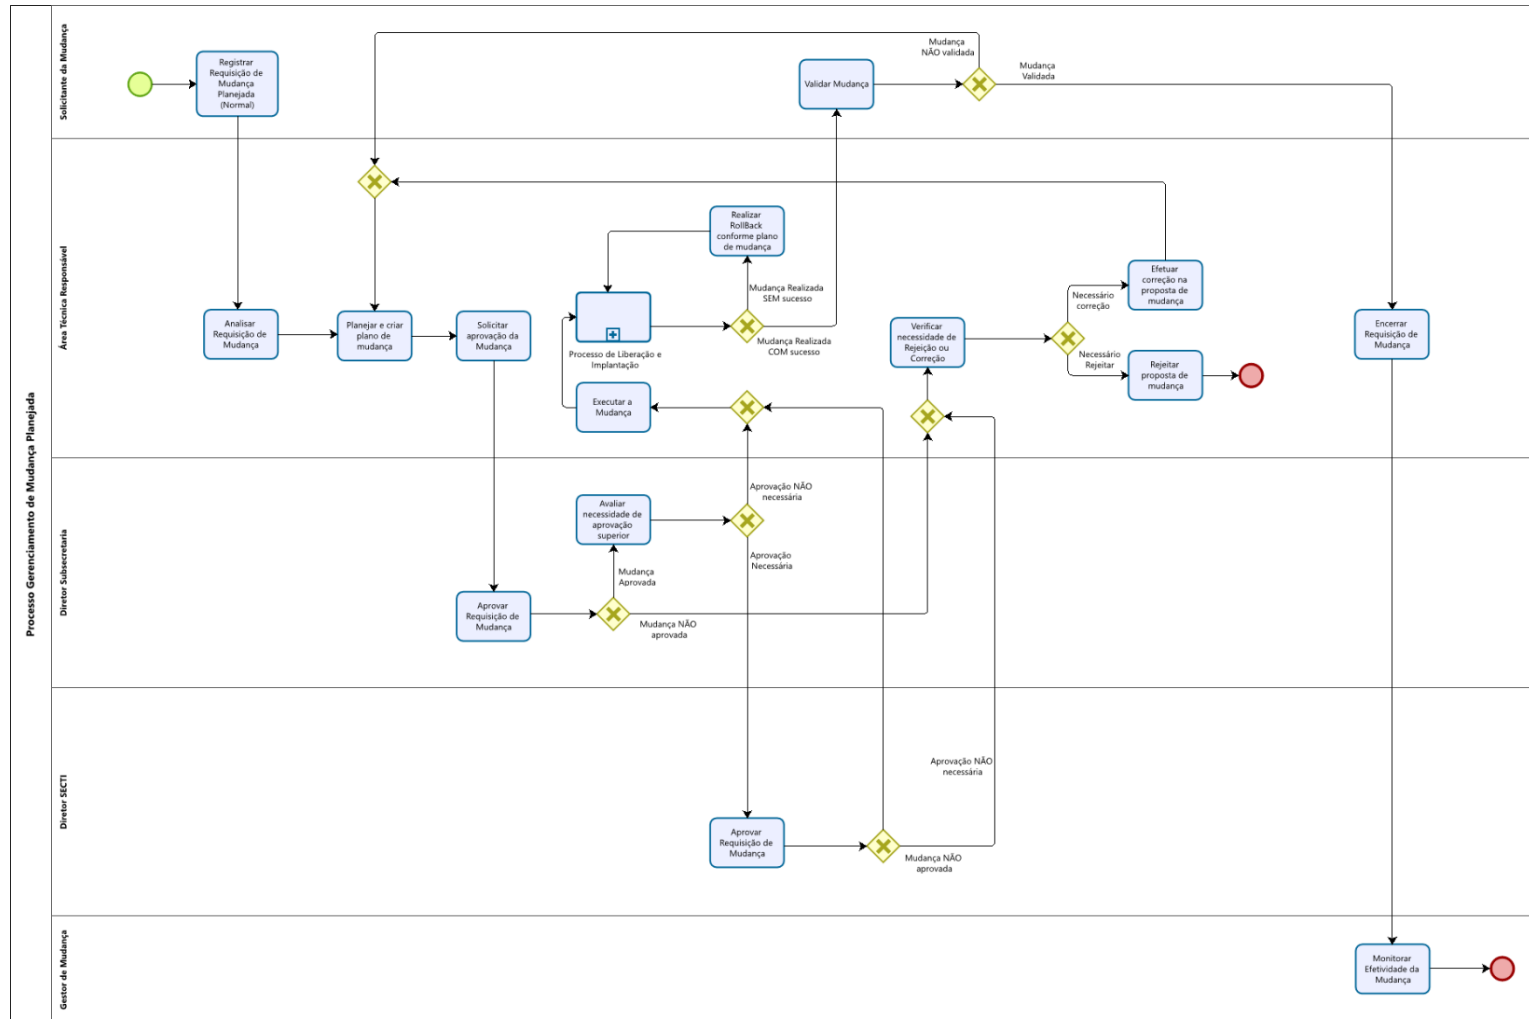 Processo Gerenciamento de Mudança Planejada
Solicitante da Mudança
Registrar
Requisição de
Mudança
Planejada
(Normal)
Validar Mudança
Mudança
NÃO validada
Mudança
Validada
Área Técnica Responsável
Analisar
Requisição de
Mudança
Planejar e criar
plano de
mudança
Solicitar
aprovação da
Mudança
Realizar
RollBack
conforme plano
de mudança
Processo de Liberação e
Implantação
Mudança Realizada
SEM sucesso
Mudança Realizada
COM sucesso
Executar a
Mudança
Verificar
necessidade de
Rejeição ou
Correção
Necessário
correção
Necessário
Rejeitar
Efetuar
correção na
proposta de
mudança
Rejeitar
proposta de
mudança
Encerrar
Requisição de
Mudança
Diretor Subsecretaria
Aprovar
Requisição de
Mudança
Mudança
Aprovada
Mudança NÃO
aprovada
Avaliar
necessidade de
aprovação
superior
Aprovação NÃO
necessária
Aprovação
Necessária
Diretor SECTI
Aprovar
Requisição de
Mudança
Mudança NÃO
aprovada
Aprovação NÃO
necessária
Gestor de Mudança
Monitorar
Efetividade da
Mudança